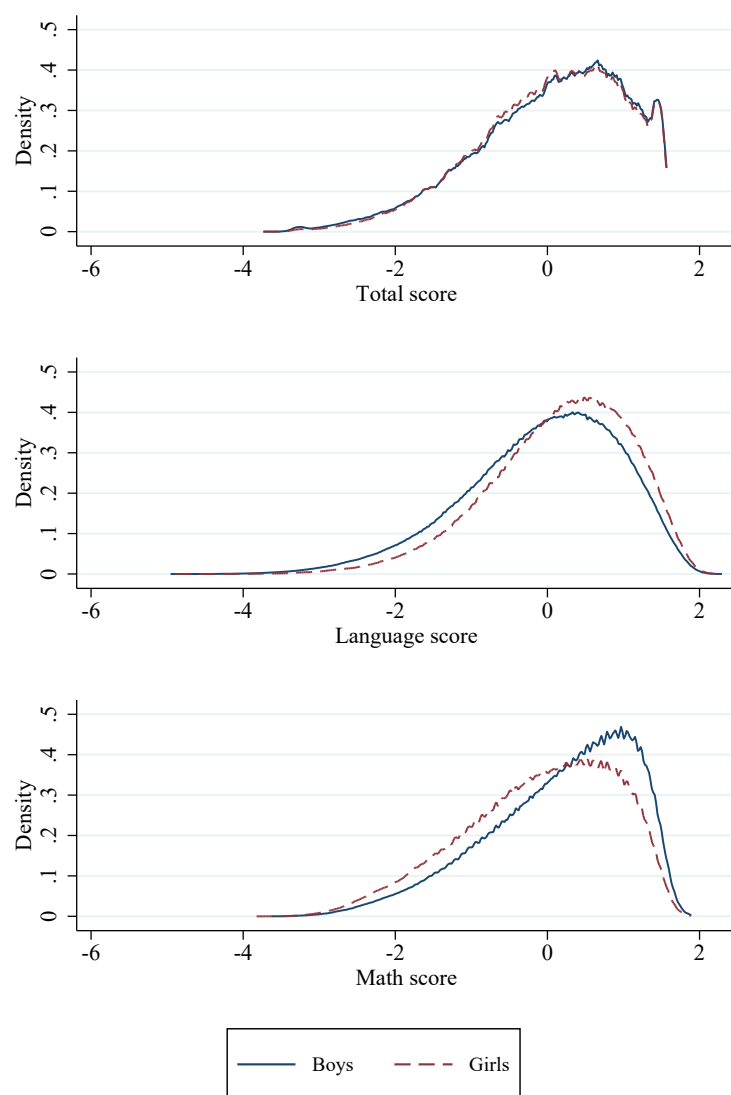 Density
0 .1 .2 .3 .4 .5
-6 -4 -2 0 2
Total score
Density
0 .1 .2 .3 .4 .5
-6 -4 -2 0 2
Language score
Density
0 .1 .2 .3 .4 .5
-6 -4 -2 0 2
Math score
Boys Girls